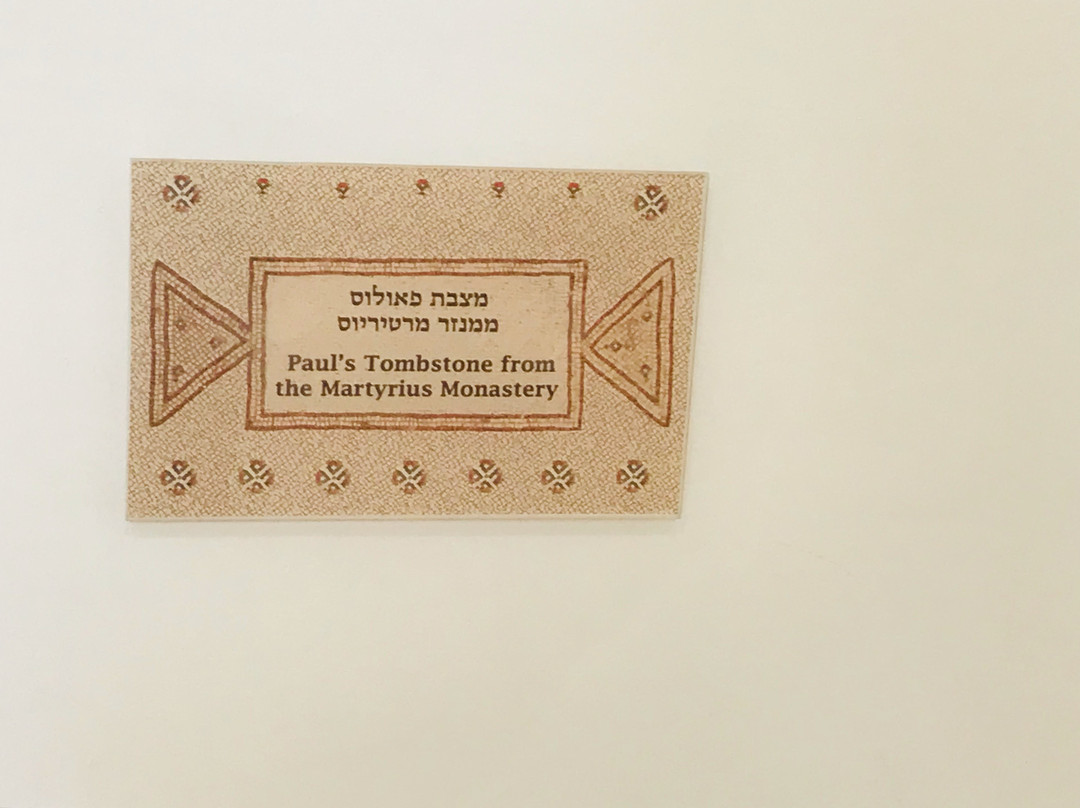 מצבת פאולוס
ממנזר מרטיריוס
Paul's Tombstone from
the Martyrius Monastery